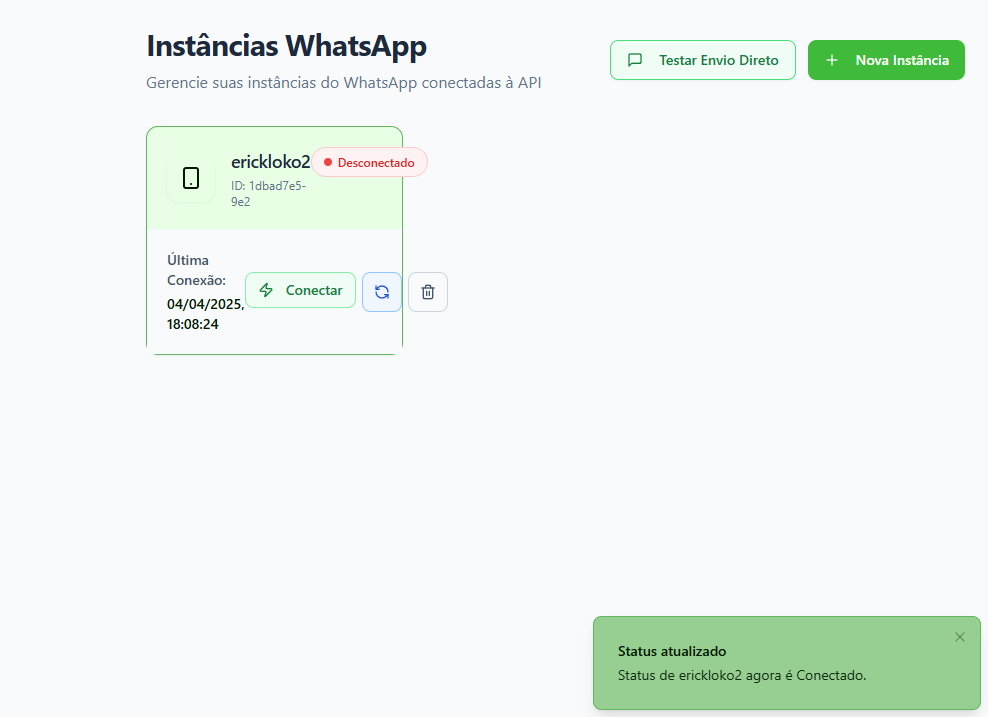 Instâncias WhatsApp
Gerencie suas instâncias do WhatsApp conectadas à API
Testar Envio Direto
Nova Instância
erickloko2
Desconectado
ID: 1dbad7e5-
9e2
Última
Conexão:
04/04/2025,
18:08:24
Conectar
Status atualizado
Status de erickloko2 agora é Conectado.